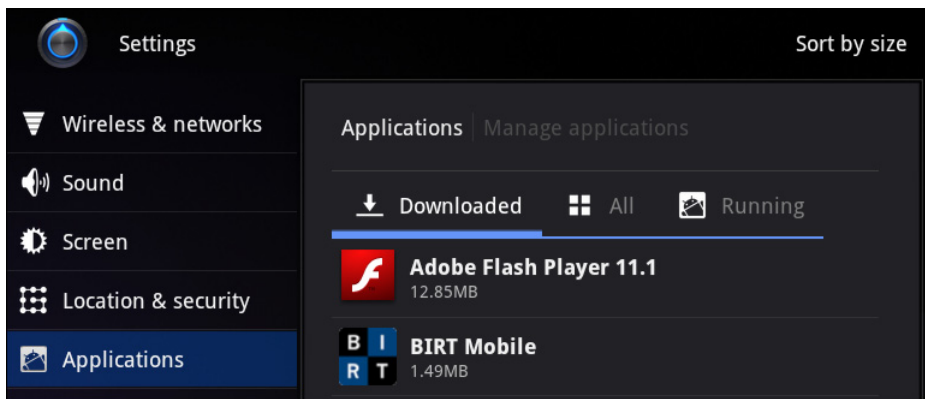 Settings
Sort by size
Wireless & networks
Sound
Screen
Location & security
Applications
Applications Manage applications
Downloaded All Running
Adobe Flash Player 11.1
12.85MB
B I
R T
BIRT Mobile
1.49MB